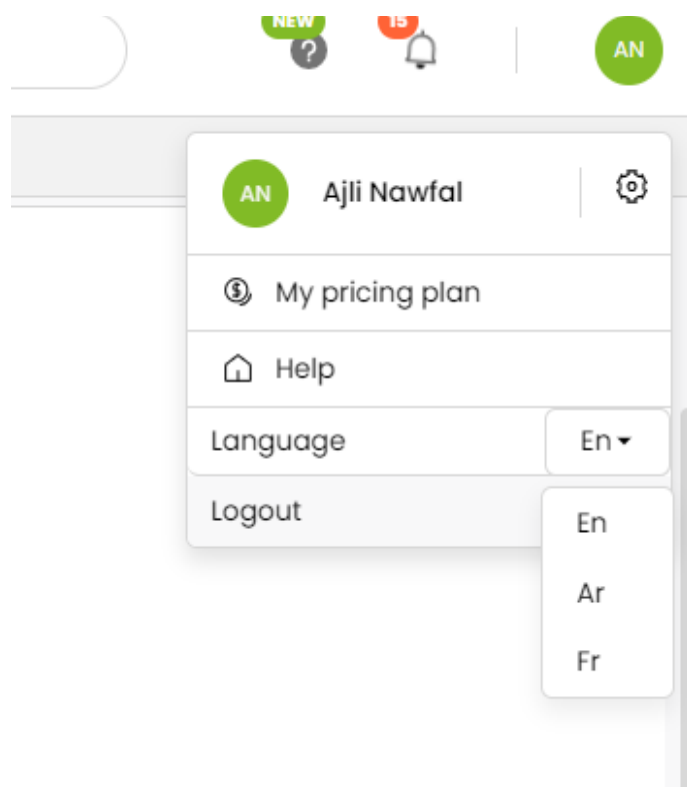 NEW
15
?
AN
AN
Ajli Nawfal
My pricing plan
Help
Language
En
Logout
En
Ar
Fr